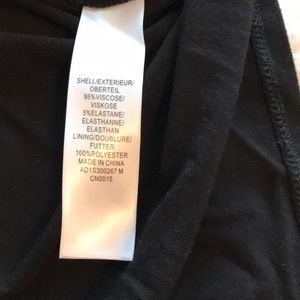 SHELL/EXTERIEUR/
OBERTEIL
95%VISCOSE/
VISKOSE
5%ELASTANE/
ELASTHANNE/
ELASTHAN
LINING/DOUBLURE/
FUTTER
100%POLYESTER
MADE IN CHINA
AD1S300267 M
CN0015